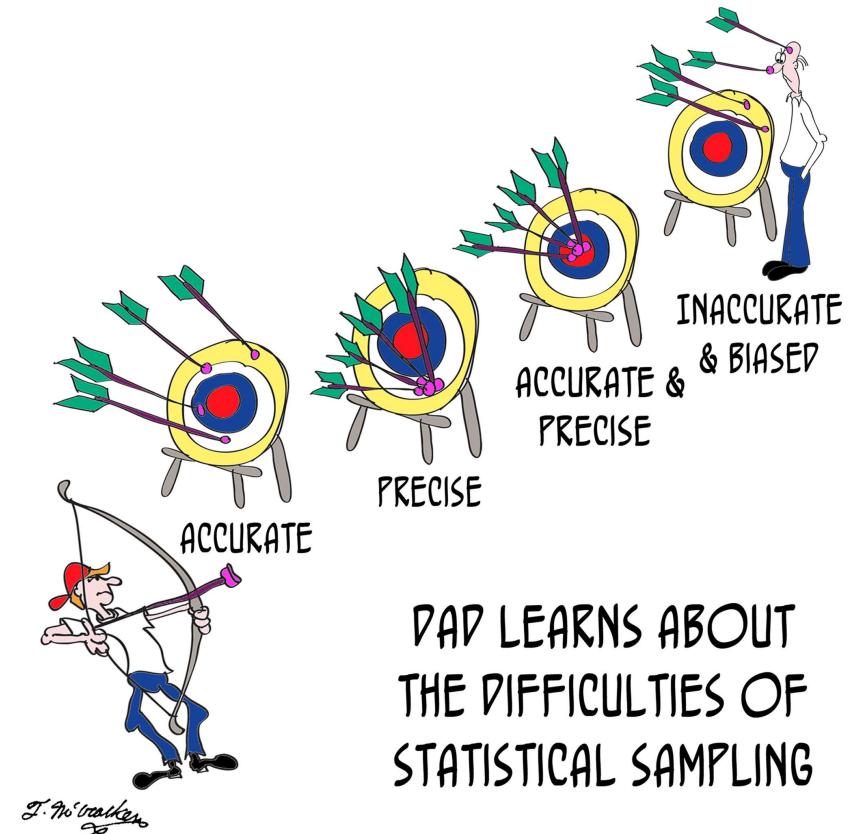 INACCURATE
& BIASED
ACCURATE &
PRECISE
PRECISE
ACCURATE
DAD LEARNS ABOUT
THE DIFFICULTIES OF
STATISTICAL SAMPLING